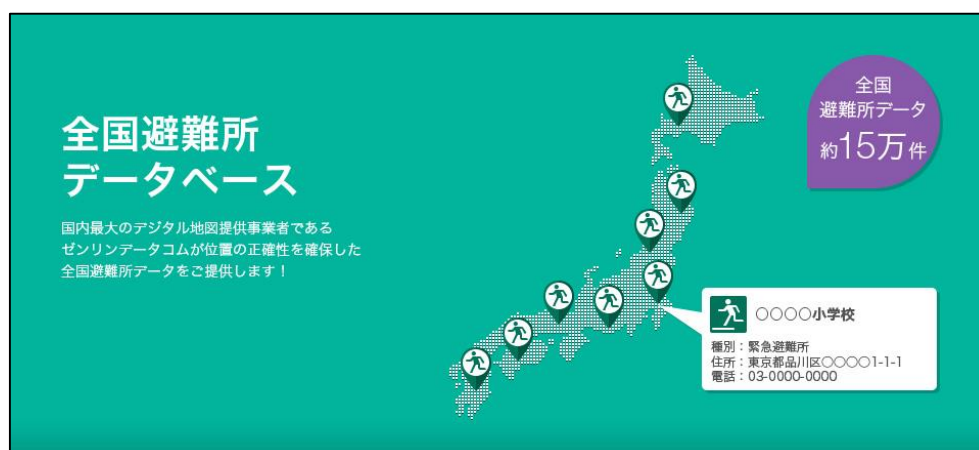 全国避難所
データベース
国内最大のデジタル地図提供事業者である
ゼンリンデータコムが位置の正確性を確保した
全国避難所データをご提供します！
全国
避難所データ
約15万件
○○○○小学校
種別：緊急避難所
住所：東京都品川区○○○○1-1-1
電話：03-0000-0000